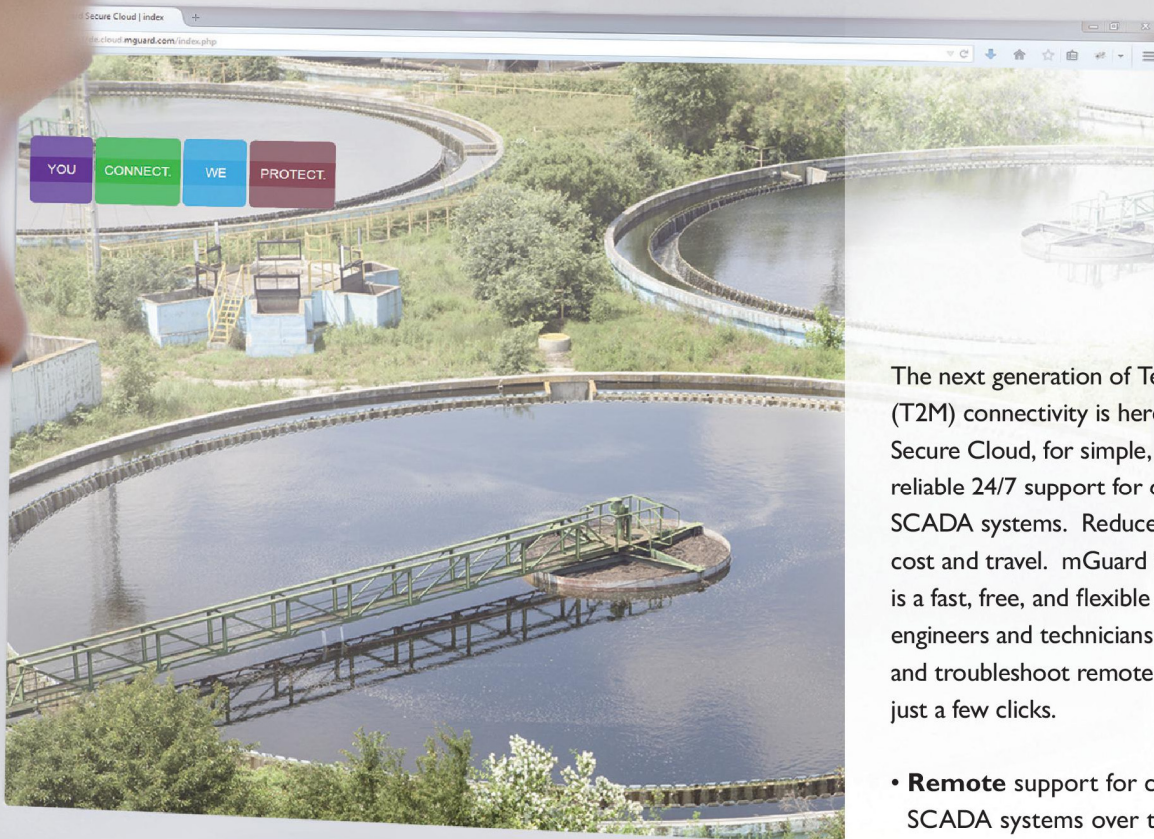 Secure Cloud | index
.cloud.mguard.com/index.php
YOU CONNECT. WE PROTECT.
The next generation of Te
(T2M) connectivity is here
Secure Cloud, for simple,
reliable 24/7 support for
SCADA systems. Reduce
cost and travel. mGuard
is a fast, free, and flexible
engineers and technicians
and troubleshoot remote
just a few clicks.
• Remote support for
SCADA systems over